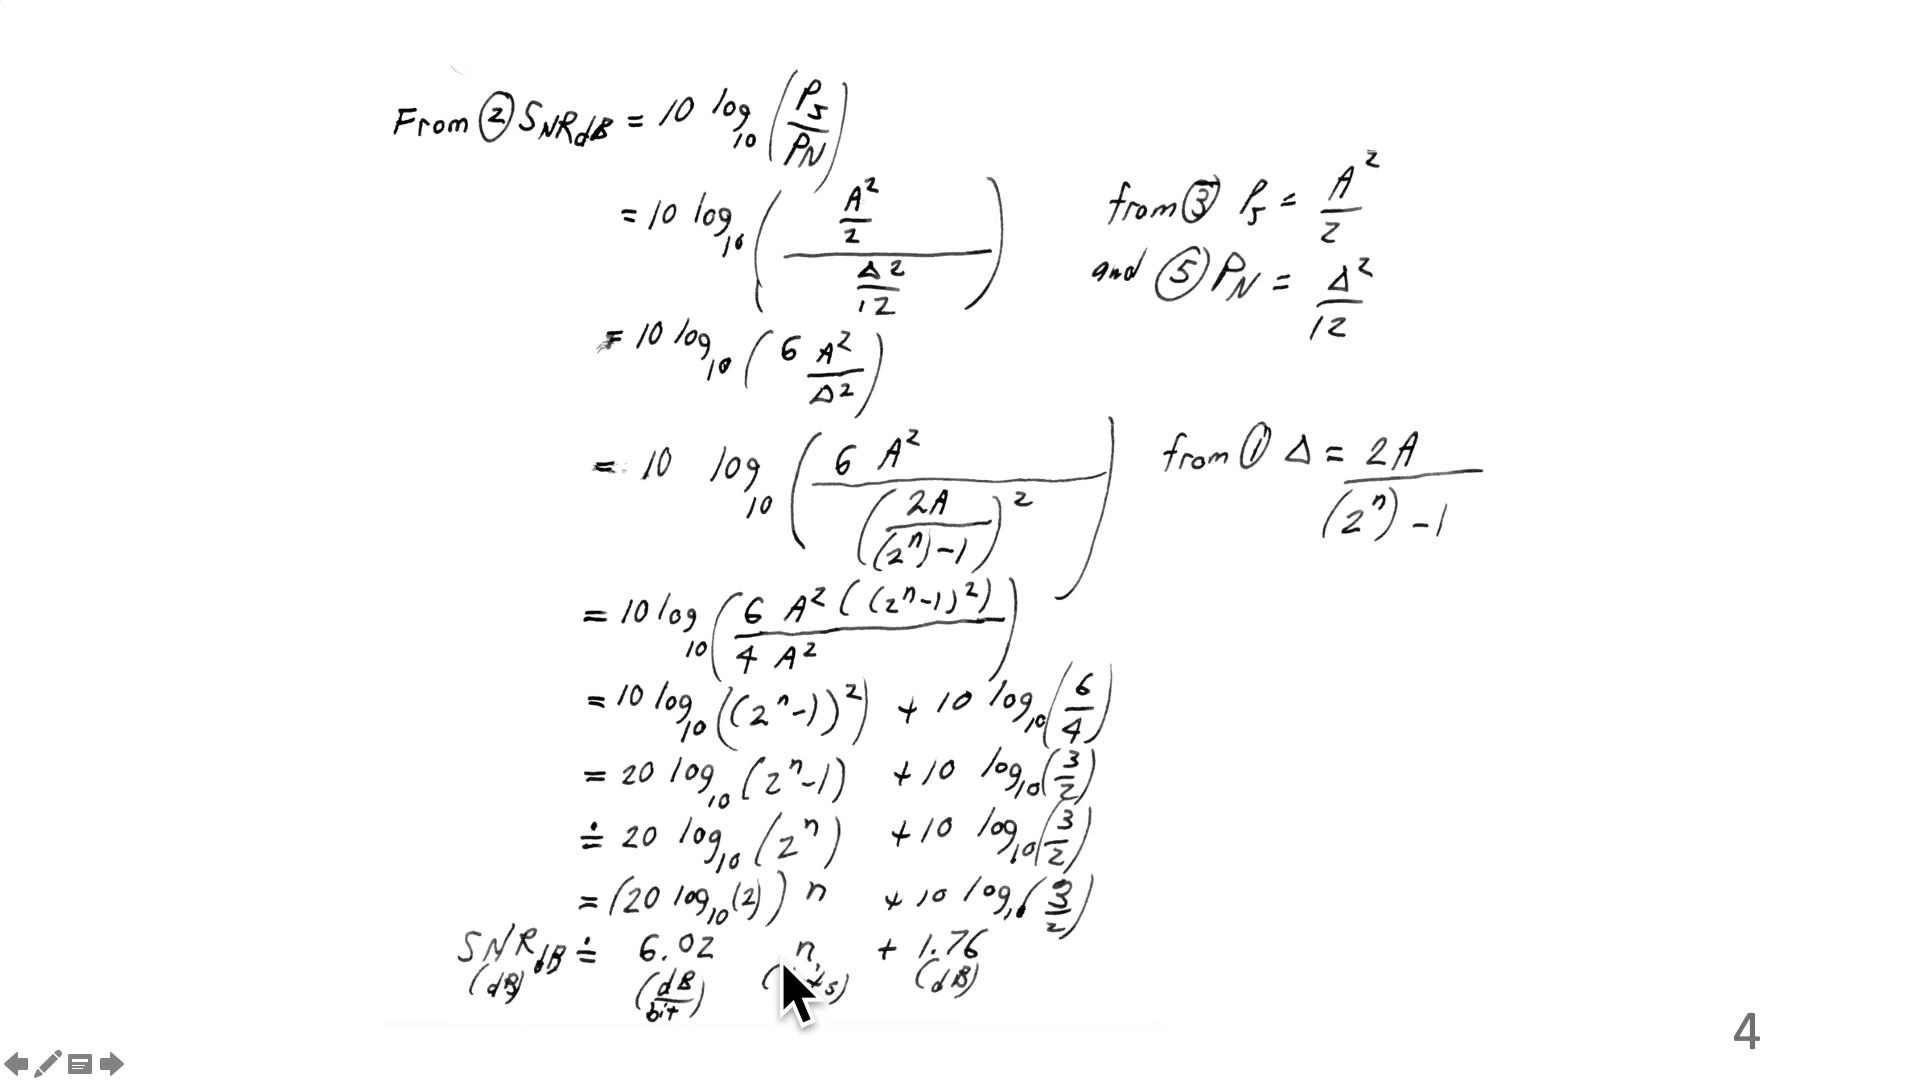 From ② SNRdB = 10 log₁₀ (Ps/PN)
= 10 log₁₀ ((A²/2)/(Δ²/12))
from ③ Ps = A²/2
and ⑤ PN = Δ²/12
= 10 log₁₀ (6 A²/Δ²)
= 10 log₁₀ (6 A²/(2A/((2ⁿ)-1))²)
from ① Δ = 2A/((2ⁿ)-1)
= 10 log₁₀ (6 A² ((2ⁿ-1)²)/4 A²)
= 10 log₁₀ ((2ⁿ-1))²) + 10 log₁₀ (6/4)
= 20 log₁₀ (2ⁿ-1) + 10 log₁₀ (3/2)
≐ 20 log₁₀ (2ⁿ) + 10 log₁₀ (3/2)
= (20 log₁₀(2)) n + 10 log₁₀ (3/2)
SNRdB ≐ 6.02 n + 1.76
(dB) (dB/bit) (dB)
4